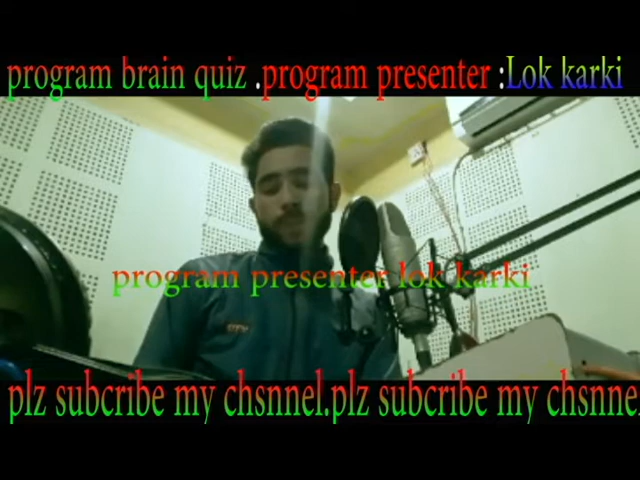 program brain quiz .program presenter :Lok karki
program presenter lok karki
plz subcribe my chsnnel.plz subcribe my chsnne